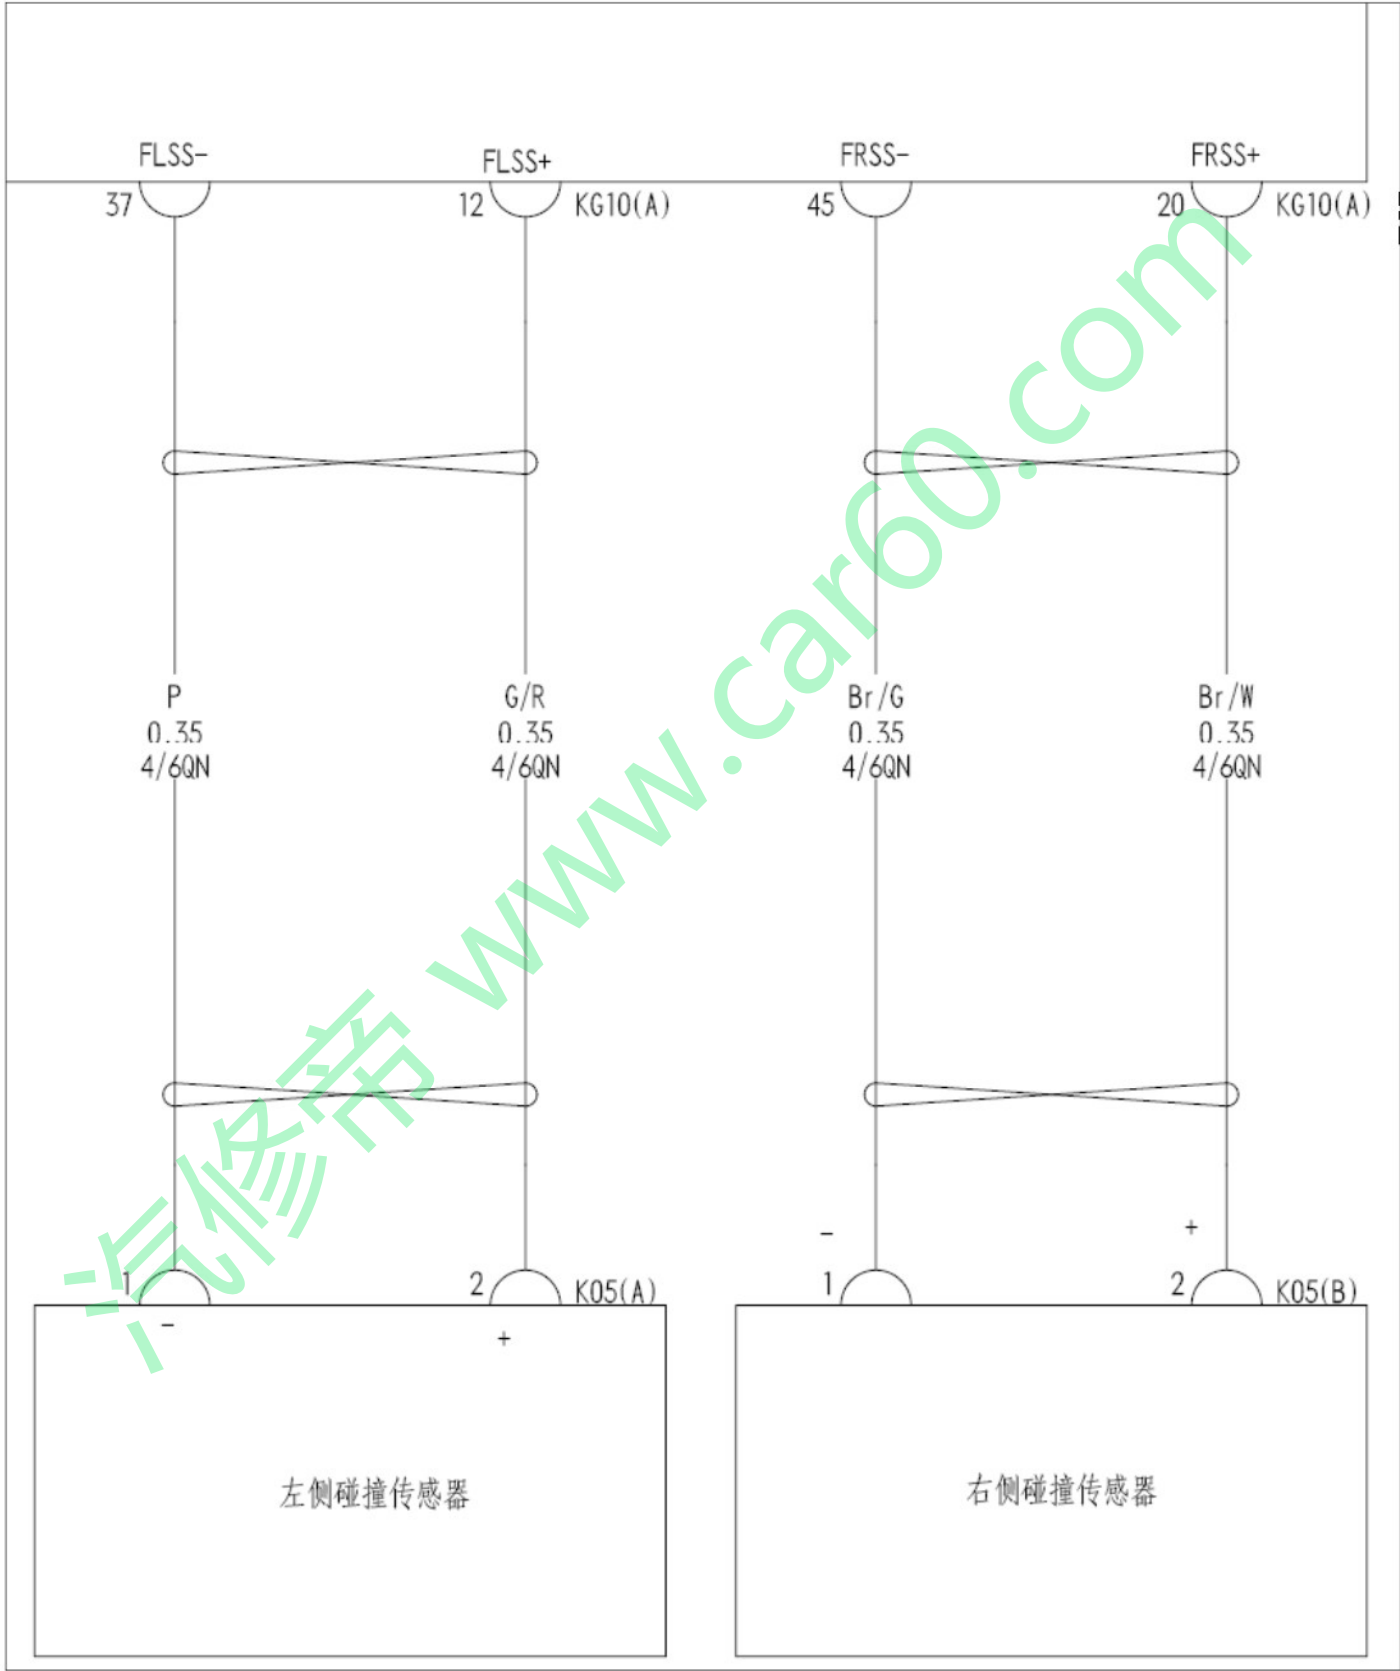 FLSS-
FLSS+
FRSS-
FRSS+
37
12
KG10(A)
45
20
KG10(A)
P
0.35
4/6QN
G/R
0.35
4/6QN
Br/G
0.35
4/6QN
Br/W
0.35
4/6QN
汽修帝 www.car60.com
-
+
1
2
K05(A)
1
2
K05(B)
-
+
左侧碰撞传感器
右侧碰撞传感器